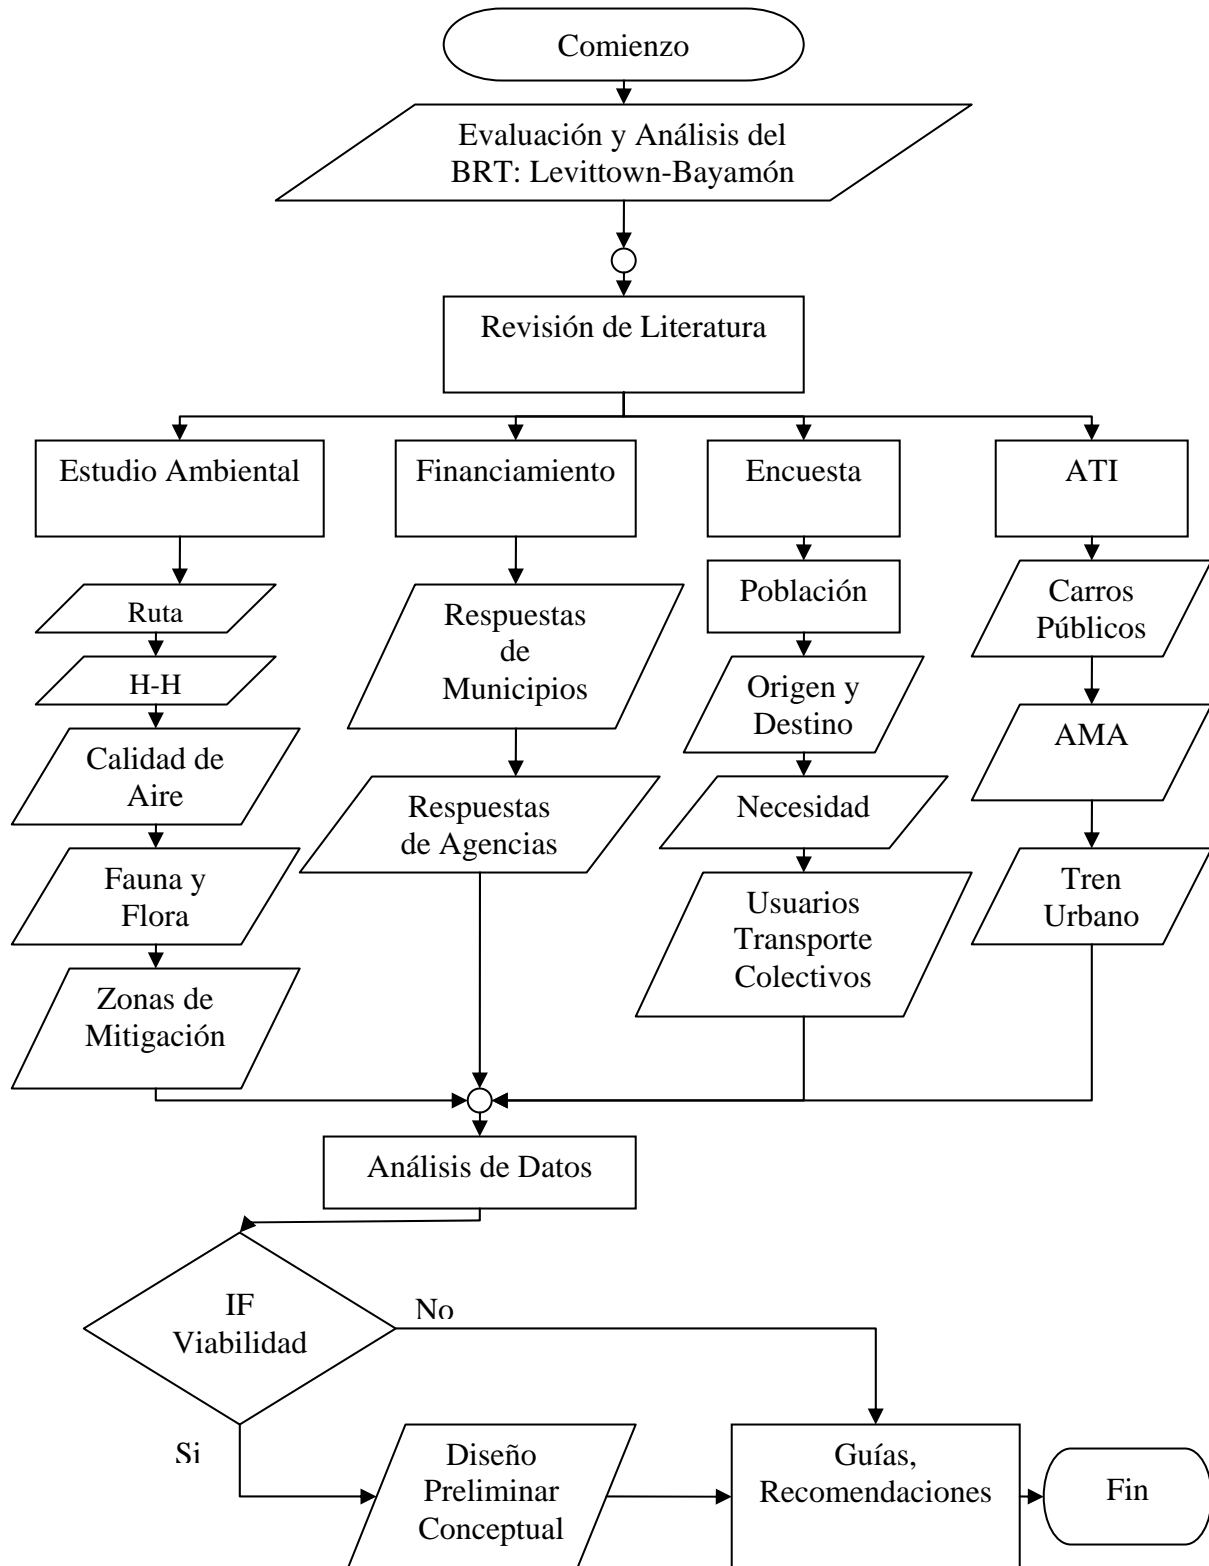 Comienzo
Evaluación y Análisis del
BRT: Levittown-Bayamón
Revisión de Literatura
Estudio Ambiental
Financiamiento
Encuesta
ATI
Ruta
H-H
Calidad de
Aire
Fauna y
Flora
Zonas de
Mitigación
Respuestas
de
Municipios
Respuestas
de Agencias
Población
Origen y
Destino
Necesidad
Usuarios
Transporte
Colectivos
Carros
Públicos
AMA
Tren
Urbano
Análisis de Datos
IF
Viabilidad
No
Si
Diseño
Preliminar
Conceptual
Guías,
Recomendaciones
Fin